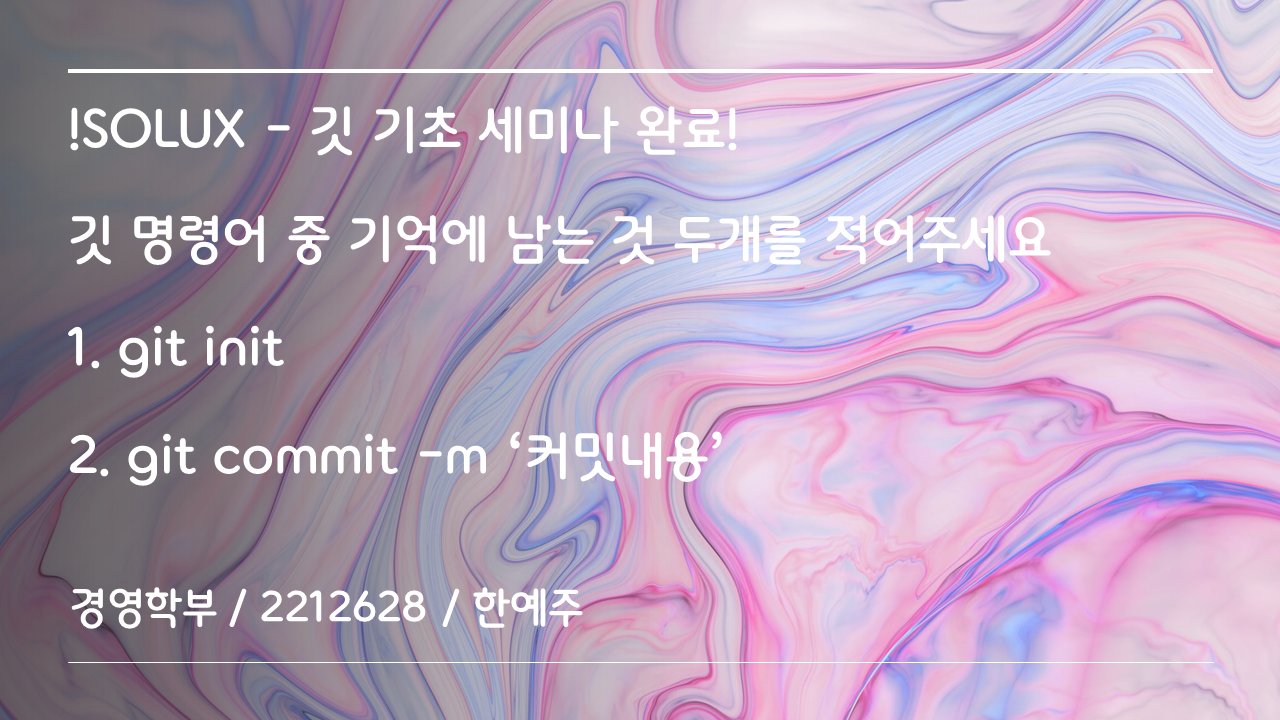 !SOLUX - 깃 기초 세미나 완료!
깃 명령어 중 기억에 남는 것 두개를 적어주세요
1. git init
2. git commit -m ‘커밋내용’
경영학부 / 2212628 / 한예주